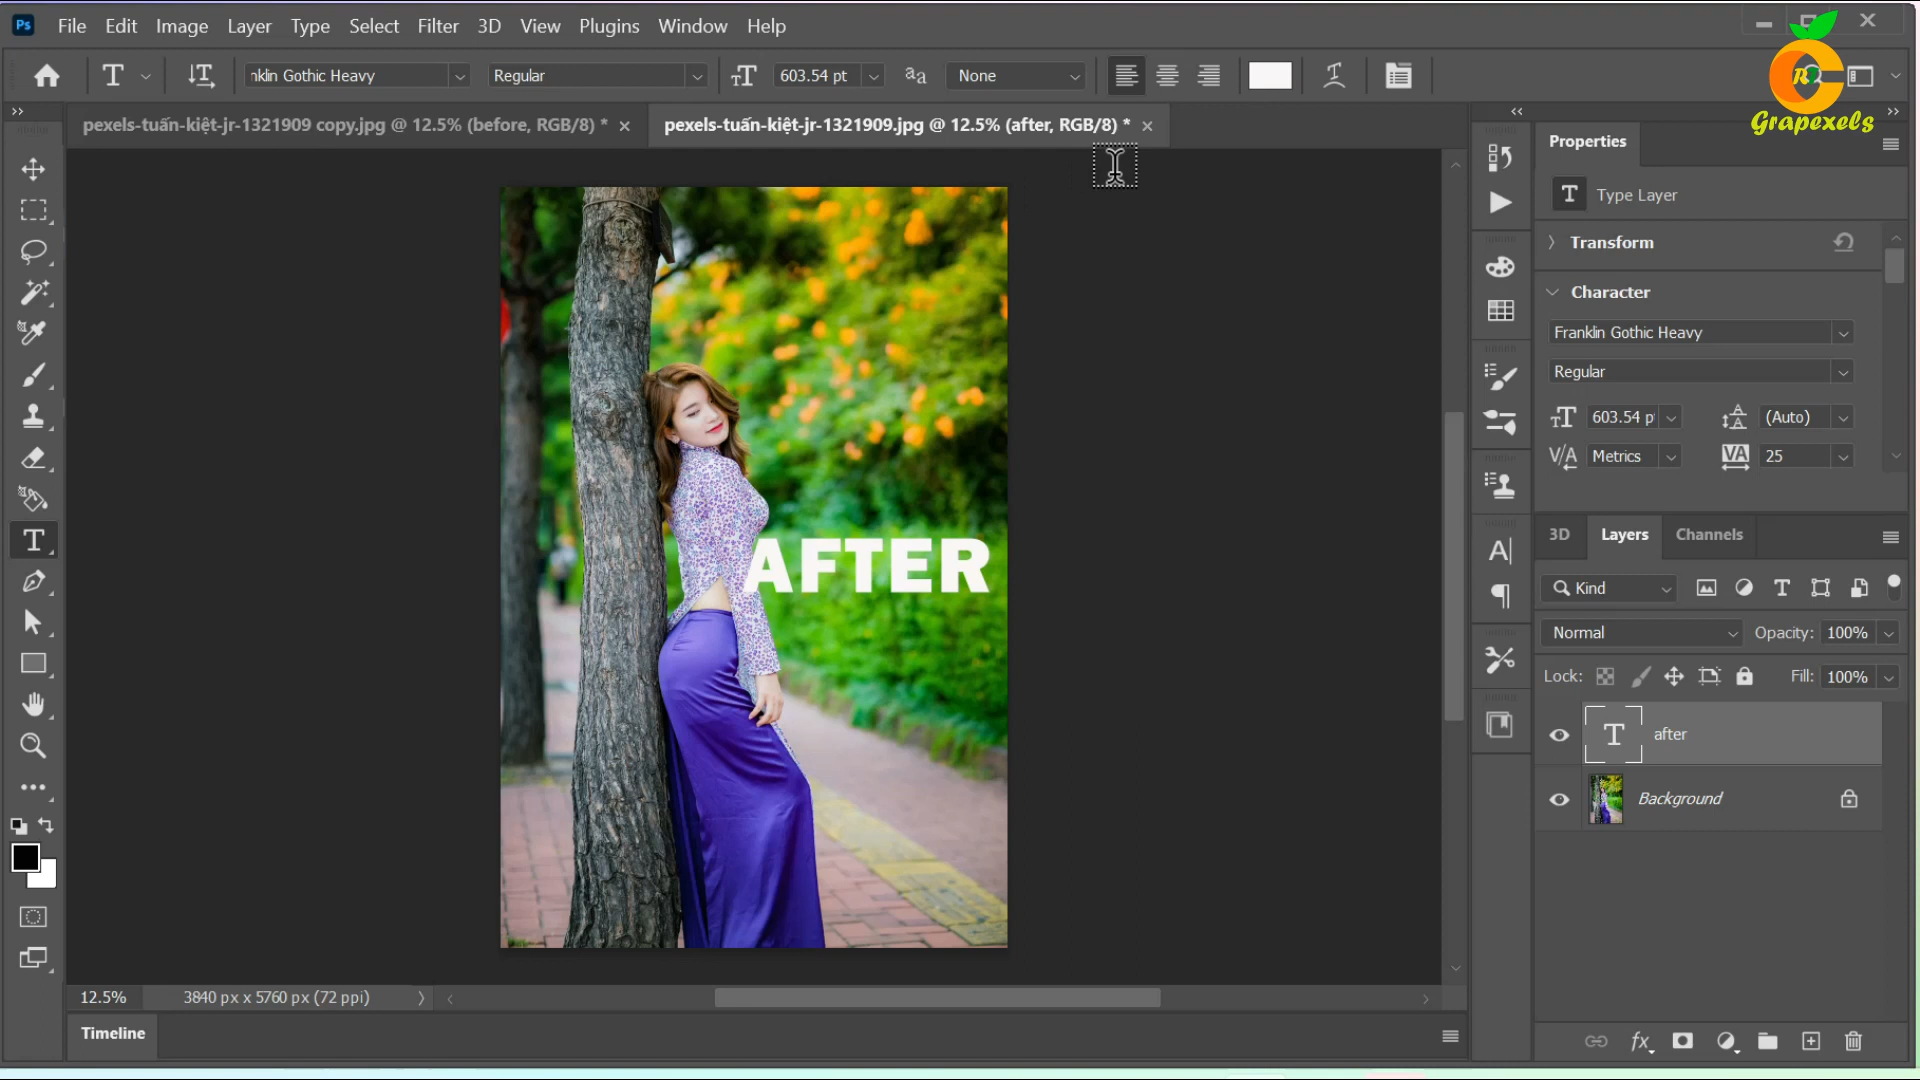 Ps File Edit Image Layer Type Select Filter 3D View Plugins Window Help
nklin Gothic Heavy Regular 603.54 pt aa None
Grapexels
pexels-tuấn-kiệt-jr-1321909 copy.jpg @ 12.5% (before, RGB/8) * pexels-tuấn-kiệt-jr-1321909.jpg @ 12.5% (after, RGB/8) *
Properties
Type Layer
Transform
Character
Franklin Gothic Heavy
Regular
603.54 p (Auto)
Metrics 25
AFTER
3D Layers Channels
Kind
Normal Opacity: 100%
Lock: Fill: 100%
after
Background
12.5% 3840 px x 5760 px (72 ppi)
Timeline
fx